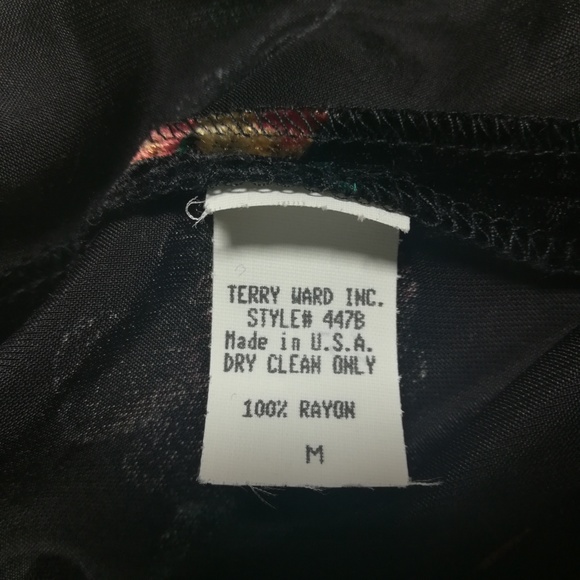 TERRY WARD INC.
STYLE# 447B
Made in U.S.A.
DRY CLEAN ONLY
100% RAYON
M